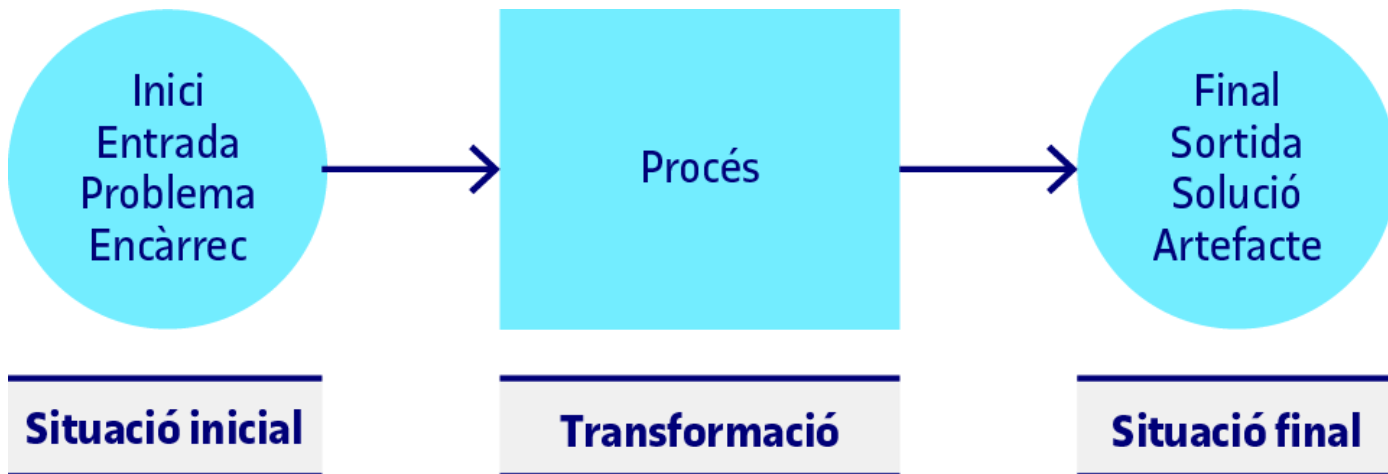 Inici
Entrada
Problema
Encàrrec
Procés
Final
Sortida
Solució
Artefacte
Situació inicial
Transformació
Situació final